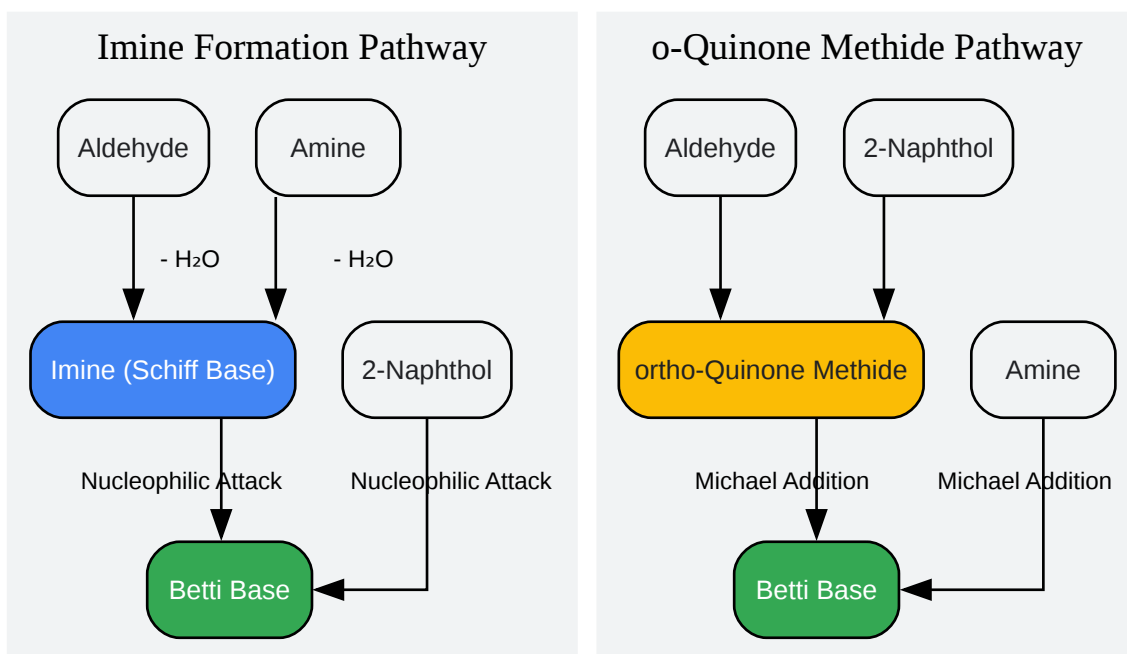 Imine Formation Pathway
Aldehyde
Amine
- H₂O
- H₂O
Imine (Schiff Base)
2-Naphthol
Nucleophilic Attack
Nucleophilic Attack
Betti Base
o-Quinone Methide Pathway
Aldehyde
2-Naphthol
ortho-Quinone Methide
Amine
Michael Addition
Michael Addition
Betti Base